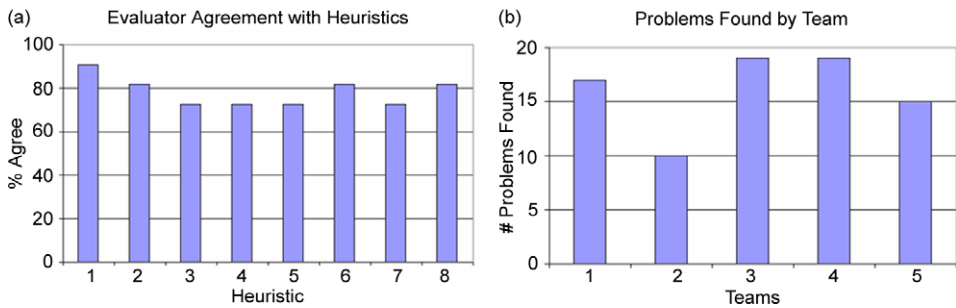 (a) Evaluator Agreement with Heuristics
100
80
60
40
20
0
% Agree
1 2 3 4 5 6 7 8
Heuristic
(b) Problems Found by Team
20
15
10
5
0
# Problems Found
1 2 3 4 5
Teams